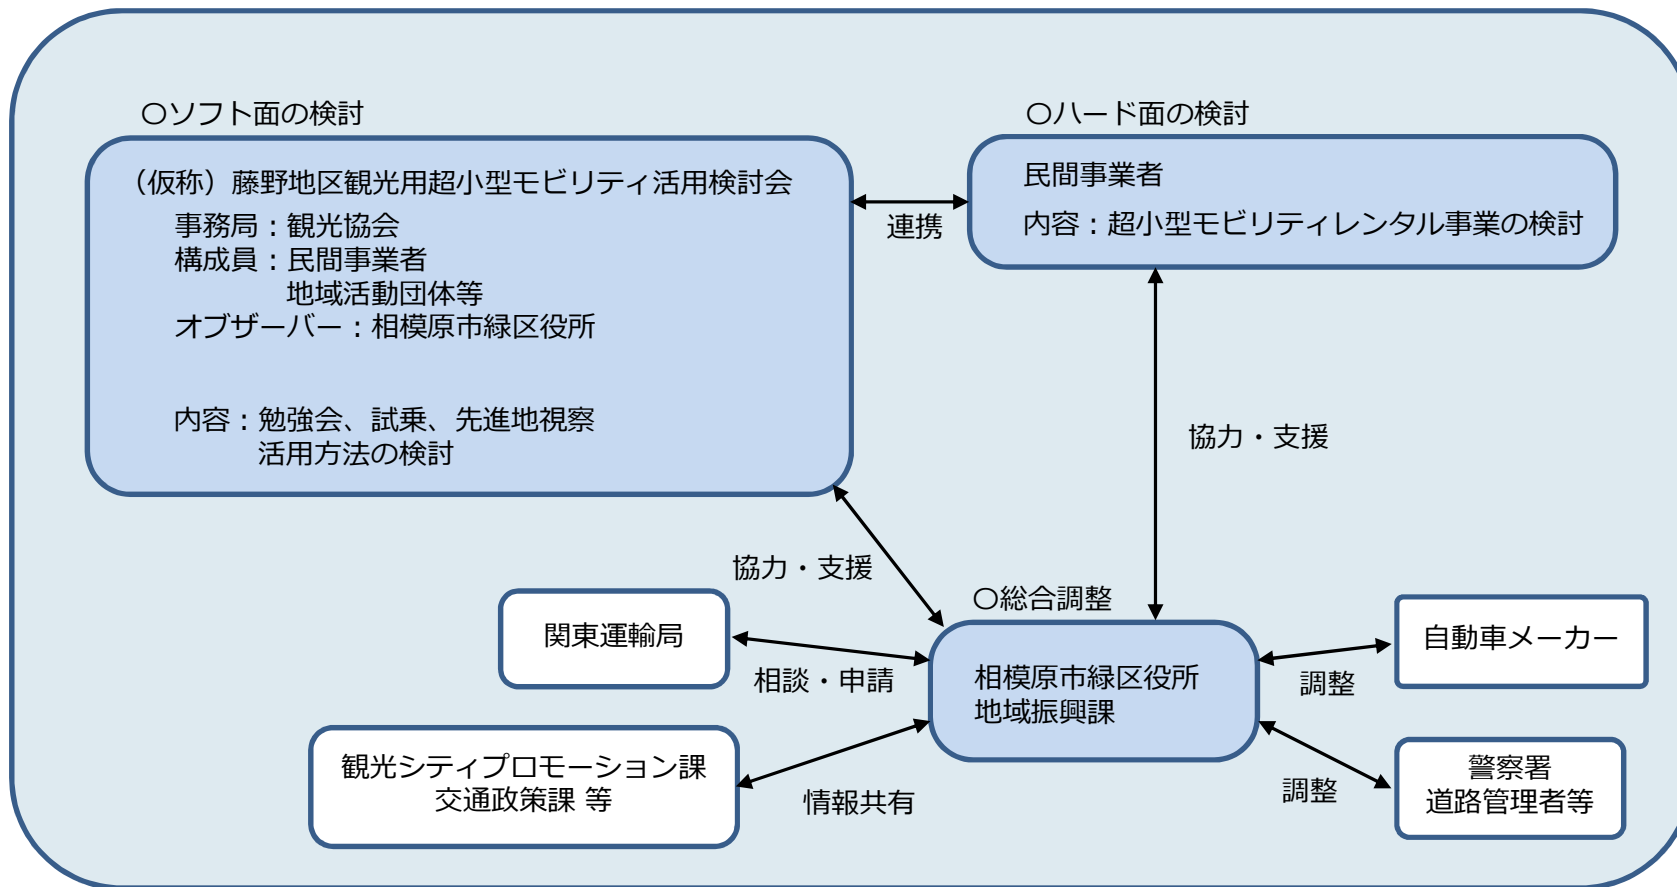 〇ソフト面の検討
（仮称）藤野地区観光用超小型モビリティ活用検討会
事務局：観光協会
構成員：民間事業者
地域活動団体等
オブザーバー：相模原市緑区役所
内容：勉強会、試乗、先進地視察
活用方法の検討
連携
〇ハード面の検討
民間事業者
内容：超小型モビリティレンタル事業の検討
協力・支援
協力・支援
〇総合調整
相模原市緑区役所
地域振興課
関東運輸局
相談・申請
観光シティプロモーション課
交通政策課 等
情報共有
自動車メーカー
調整
警察署
道路管理者等
調整